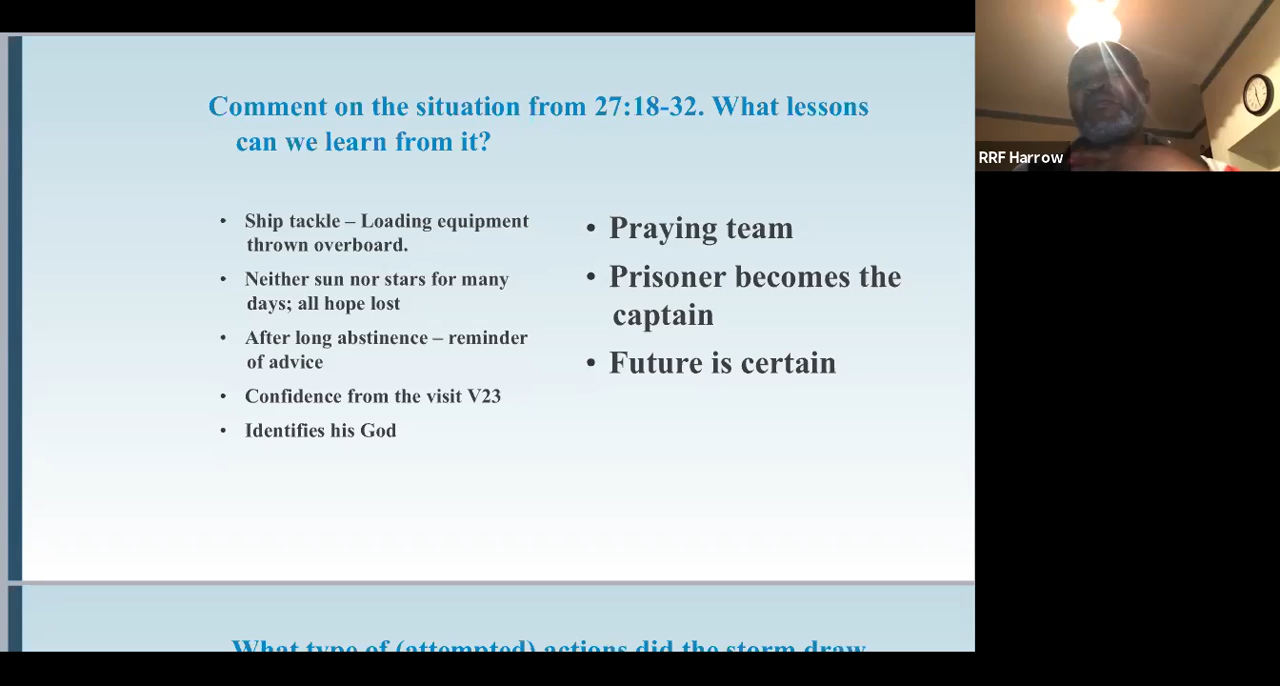 Comment on the situation from 27:18-32. What lessons
can we learn from it?
• Ship tackle – Loading equipment
thrown overboard.
• Neither sun nor stars for many
days; all hope lost
• After long abstinence – reminder
of advice
• Confidence from the visit V23
• Identifies his God
• Praying team
• Prisoner becomes the
captain
• Future is certain
What type of (attempted) actions did the storm draw
RRF Harrow